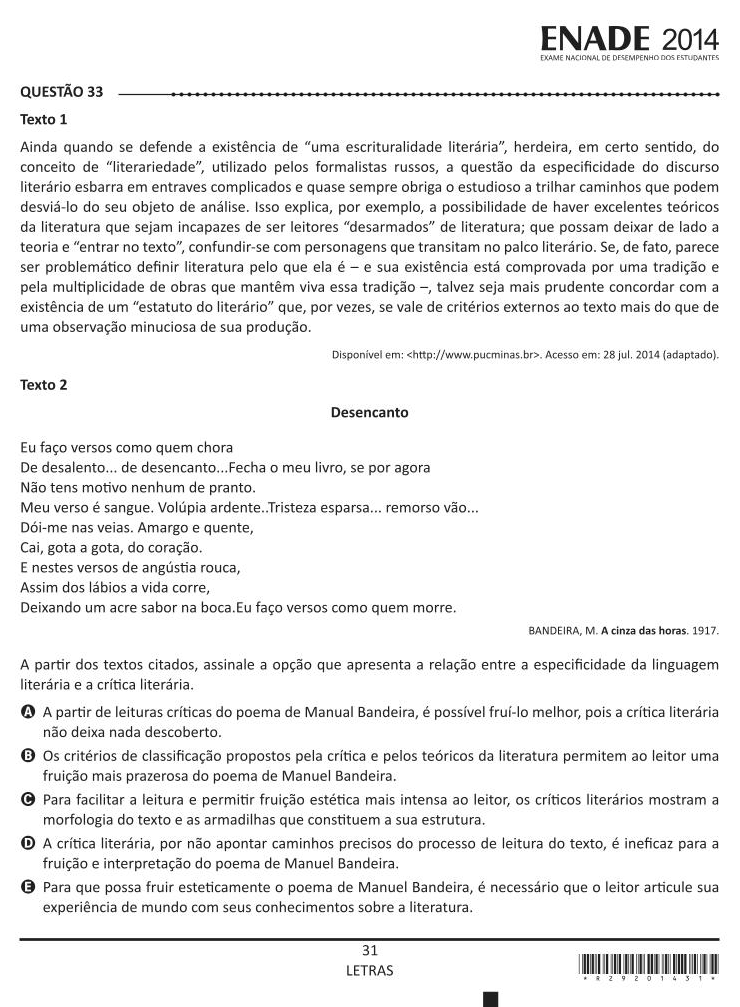 ENADE 2014
EXAME NACIONAL DE DESEMPENHO DOS ESTUDANTES
QUESTÃO 33
Texto 1
Ainda quando se defende a existência de “uma escrituralidade literária”, herdeira, em certo sentido, do
conceito de “literariedade”, utilizado pelos formalistas russos, a questão da especificidade do discurso
literário esbarra em entraves complicados e quase sempre obriga o estudioso a trilhar caminhos que podem
desviá-lo do seu objeto de análise. Isso explica, por exemplo, a possibilidade de haver excelentes teóricos
da literatura que sejam incapazes de ser leitores “desarmados” de literatura; que possam deixar de lado a
teoria e “entrar no texto”, confundir-se com personagens que transitam no palco literário. Se, de fato, parece
ser problemático definir literatura pelo que ela é – e sua existência está comprovada por uma tradição e
pela multiplicidade de obras que mantêm viva essa tradição –, talvez seja mais prudente concordar com a
existência de um “estatuto do literário” que, por vezes, se vale de critérios externos ao texto mais do que de
uma observação minuciosa de sua produção.
Disponível em: <http://www.pucminas.br>. Acesso em: 28 jul. 2014 (adaptado).
Texto 2
Desencanto
Eu faço versos como quem chora
De desalento... de desencanto...Fecha o meu livro, se por agora
Não tens motivo nenhum de pranto.
Meu verso é sangue. Volúpia ardente..Tristeza esparsa... remorso vão...
Dói-me nas veias. Amargo e quente,
Cai, gota a gota, do coração.
E nestes versos de angústia rouca,
Assim dos lábios a vida corre,
Deixando um acre sabor na boca.Eu faço versos como quem morre.
BANDEIRA, M. A cinza das horas. 1917.
A partir dos textos citados, assinale a opção que apresenta a relação entre a especificidade da linguagem
literária e a crítica literária.
A A partir de leituras críticas do poema de Manual Bandeira, é possível fruí-lo melhor, pois a crítica literária
não deixa nada descoberto.
B Os critérios de classificação propostos pela crítica e pelos teóricos da literatura permitem ao leitor uma
fruição mais prazerosa do poema de Manuel Bandeira.
C Para facilitar a leitura e permitir fruição estética mais intensa ao leitor, os críticos literários mostram a
morfologia do texto e as armadilhas que constituem a sua estrutura.
D A crítica literária, por não apontar caminhos precisos do processo de leitura do texto, é ineficaz para a
fruição e interpretação do poema de Manuel Bandeira.
E Para que possa fruir esteticamente o poema de Manuel Bandeira, é necessário que o leitor articule sua
experiência de mundo com seus conhecimentos sobre a literatura.
31
LETRAS
* R 2 9 2 0 1 4 3 1 *